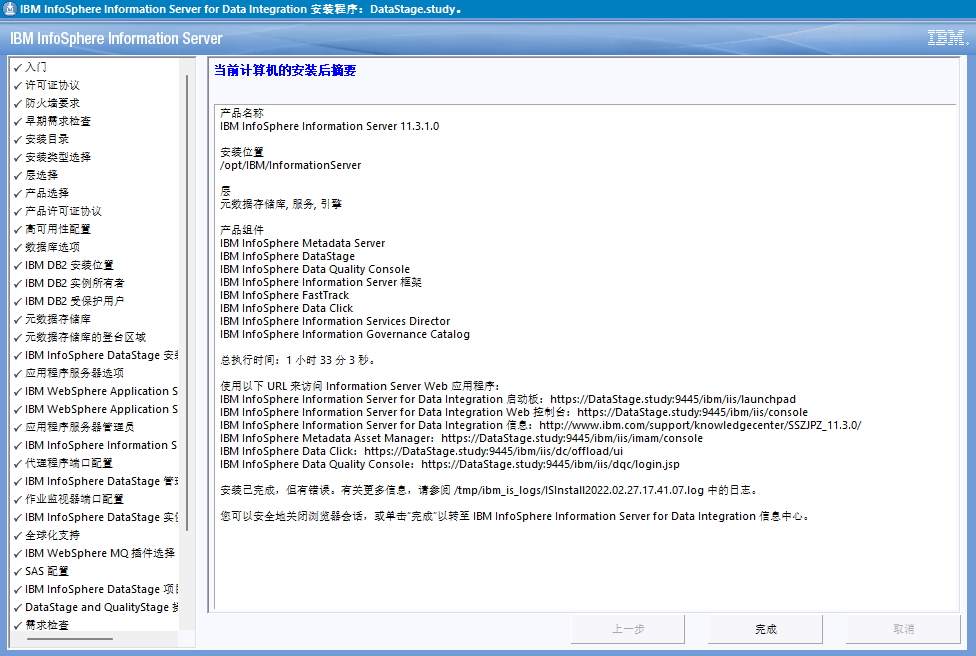 IBM InfoSphere Information Server for Data Integration 安装程序：DataStage.study。
IBM InfoSphere Information Server
IBM.
入门
许可证协议
防火墙要求
早期需求检查
安装目录
安装类型选择
层选择
产品选择
产品许可证协议
高可用性配置
数据库选项
IBM DB2 安装位置
IBM DB2 实例所有者
IBM DB2 受保护用户
元数据存储库
元数据存储库的登台区域
IBM InfoSphere DataStage 安装
应用程序服务器选项
IBM WebSphere Application S
IBM WebSphere Application S
应用程序服务器管理员
IBM InfoSphere Information S
代理程序端口配置
IBM InfoSphere DataStage 管理
作业监视器端口配置
IBM InfoSphere DataStage 实例
全球化支持
IBM WebSphere MQ 插件选择
SAS 配置
IBM InfoSphere DataStage 项目
DataStage and QualityStage
需求检查
当前计算机的安装后摘要
产品名称
IBM InfoSphere Information Server 11.3.1.0
安装位置
/opt/IBM/InformationServer
层
元数据存储库, 服务, 引擎
产品组件
IBM InfoSphere Metadata Server
IBM InfoSphere DataStage
IBM InfoSphere Data Quality Console
IBM InfoSphere Information Server 框架
IBM InfoSphere FastTrack
IBM InfoSphere Data Click
IBM InfoSphere Information Services Director
IBM InfoSphere Information Governance Catalog
总执行时间：1 小时 33 分 3 秒。
使用以下 URL 来访问 Information Server Web 应用程序：
IBM InfoSphere Information Server for Data Integration 启动板：https://DataStage.study:9445/ibm/iis/launchpad
IBM InfoSphere Information Server for Data Integration Web 控制台：https://DataStage.study:9445/ibm/iis/console
IBM InfoSphere Information Server for Data Integration 信息：http://www.ibm.com/support/knowledgecenter/SSZJPZ_11.3.0/
IBM InfoSphere Metadata Asset Manager：https://DataStage.study:9445/ibm/iis/imam/console
IBM InfoSphere Data Click：https://DataStage.study:9445/ibm/iis/dc/offload/ui
IBM InfoSphere Data Quality Console：https://DataStage.study:9445/ibm/iis/dqc/login.jsp
安装已完成，但有错误。有关更多信息，请参阅 /tmp/ibm_is_logs/ISInstall2022.02.27.17.41.07.log 中的日志。
您可以安全地关闭浏览器会话，或单击“完成”以转至 IBM InfoSphere Information Server for Data Integration 信息中心。
上一步
完成
取消